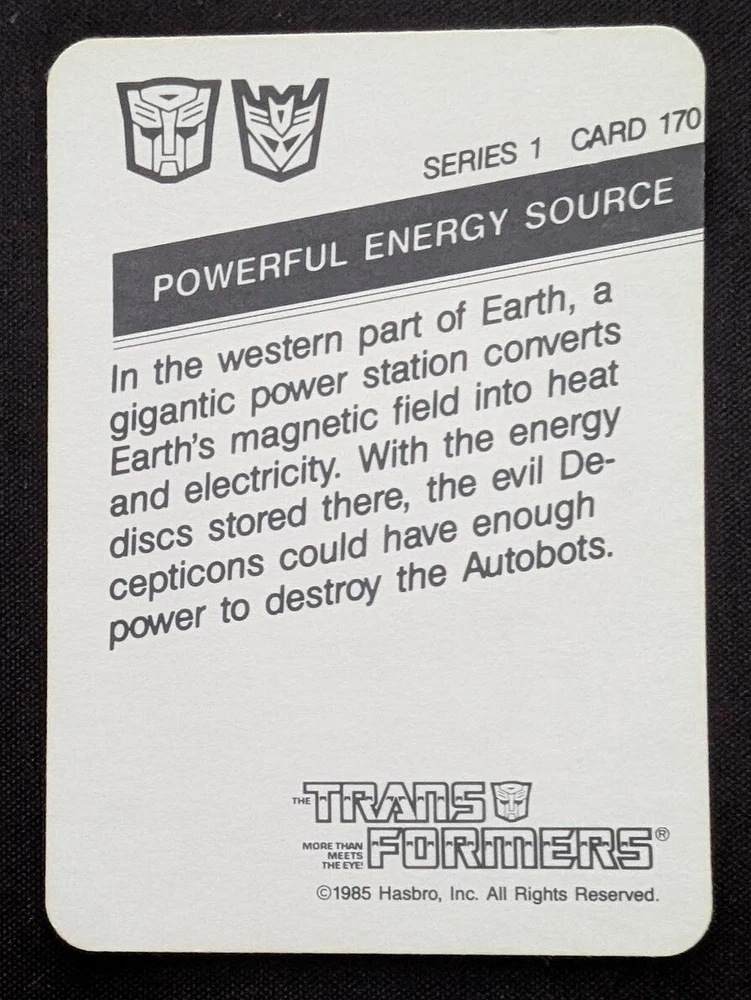 SERIES 1 CARD 170
POWERFUL ENERGY SOURCE
In the western part of Earth, a
gigantic power station converts
Earth's magnetic field into heat
and electricity. With the energy
discs stored there, the evil De-
cepticons could have enough
power to destroy the Autobots.
THE TRANS
FORMERS®
MORE THAN
MEETS
THE EYE!
©1985 Hasbro, Inc. All Rights Reserved.